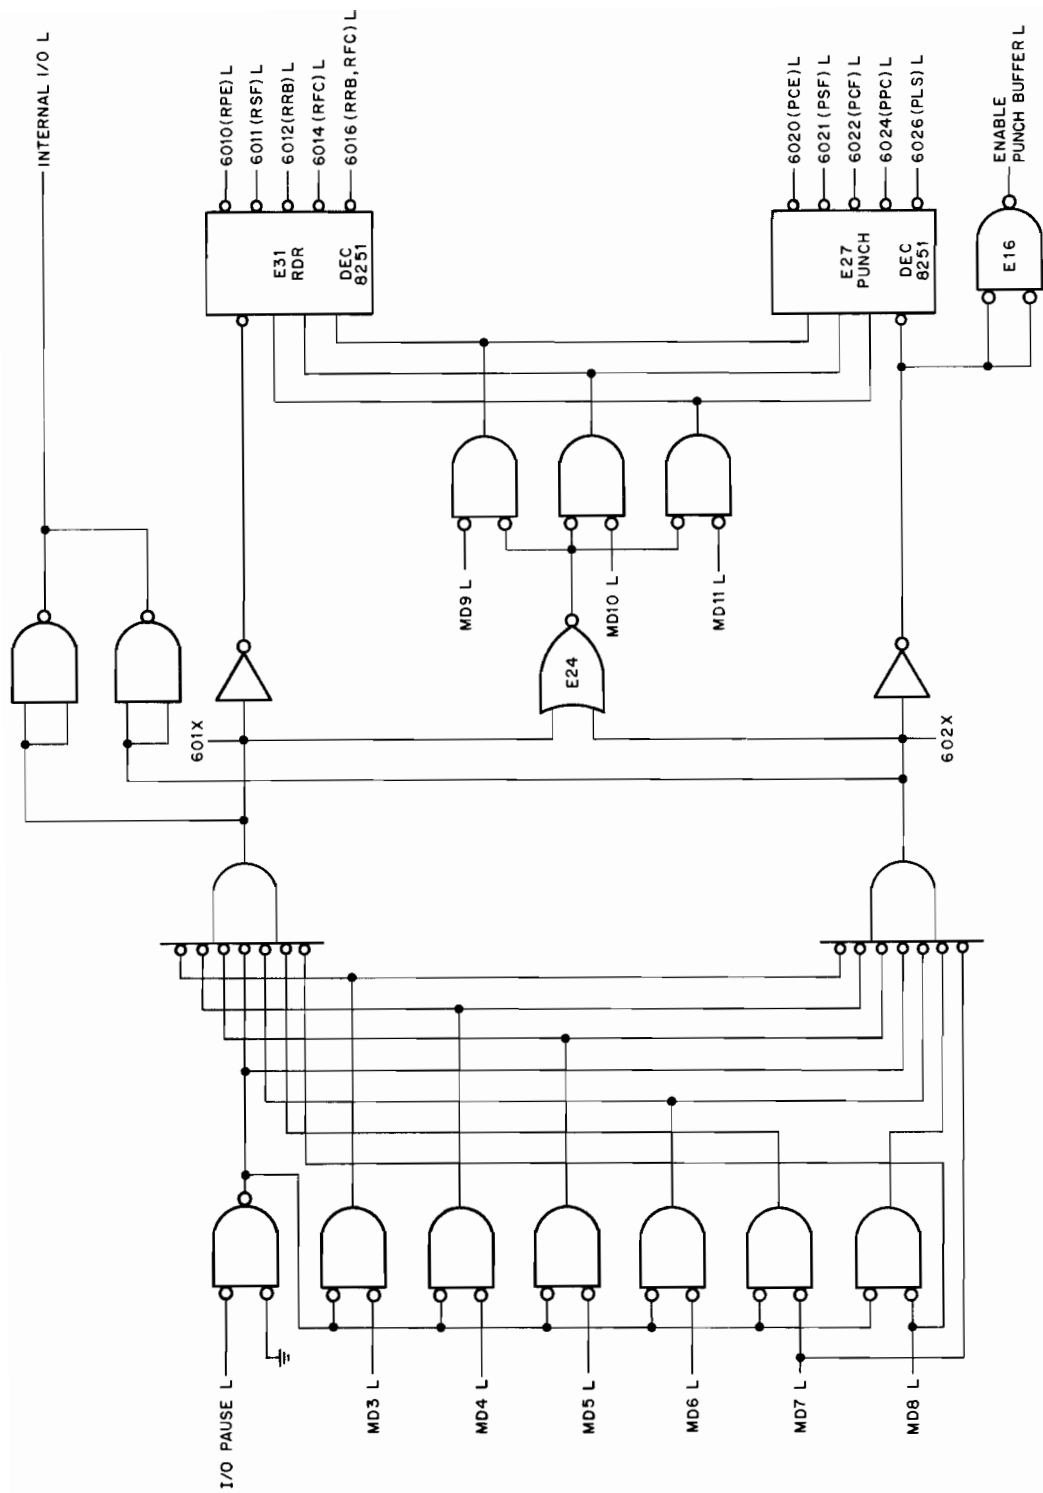 INTERNAL I/O L
6010(RPE) L
6011(RSF) L
6012(RRB) L
6014(RFC) L
6016(RRB,RFC) L
E31
RDR
DEC
8251
6020(PCE) L
6021(PSF) L
6022(PCF) L
6024(PPC) L
6026(PLS) L
E27
PUNCH
DEC
8251
ENABLE
PUNCH BUFFER L
E16
MD9 L
MD10 L
MD11 L
E24
601X
602X
I/O PAUSE L
MD3 L
MD4 L
MD5 L
MD6 L
MD7 L
MD8 L